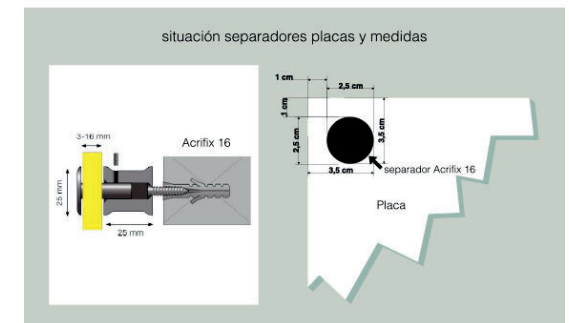 situación separadores placas y medidas
3-16 mm
Acrifix 16
25 mm
25 mm
1 cm
2,5 cm
1 cm
2,5 cm
3,5 cm
separador Acrifix 16
3,5 cm
Placa